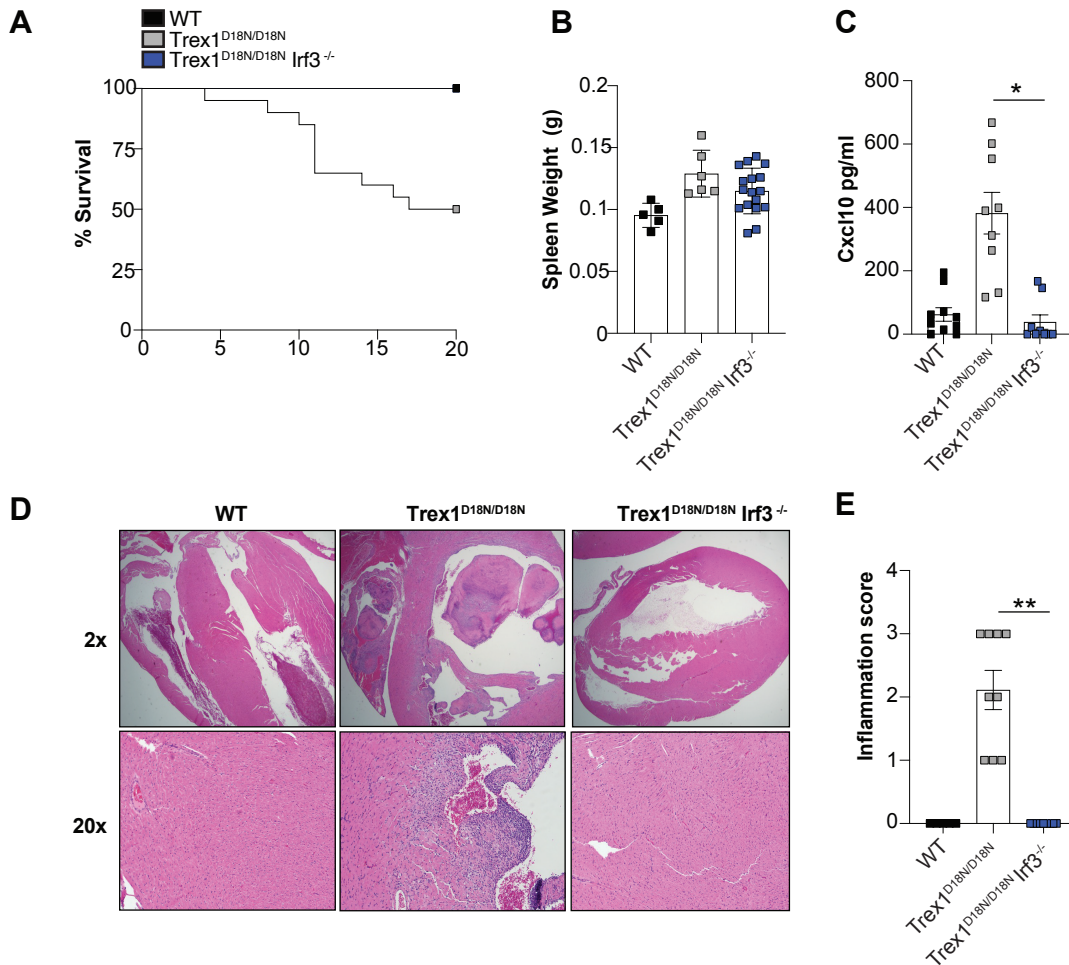 A
WT
Trex1D18N/D18N
Trex1D18N/D18N Irf3 -/-
% Survival
100
75
50
25
0
0 5 10 15 20
B
Spleen Weight (g)
0.2
0.15
0.1
0.05
0
WT
Trex1D18N/D18N
Trex1D18N/D18N Irf3-/-
C
Cxcl10 pg/ml
800
600
400
200
0
*
WT
Trex1D18N/D18N
Trex1D18N/D18N Irf3-/-
D
WT Trex1D18N/D18N Trex1D18N/D18N Irf3 -/-
2x
20x
E
Inflammation score
4
3
2
1
0
**
WT
Trex1D18N/D18N
Trex1D18N/D18N Irf3-/-